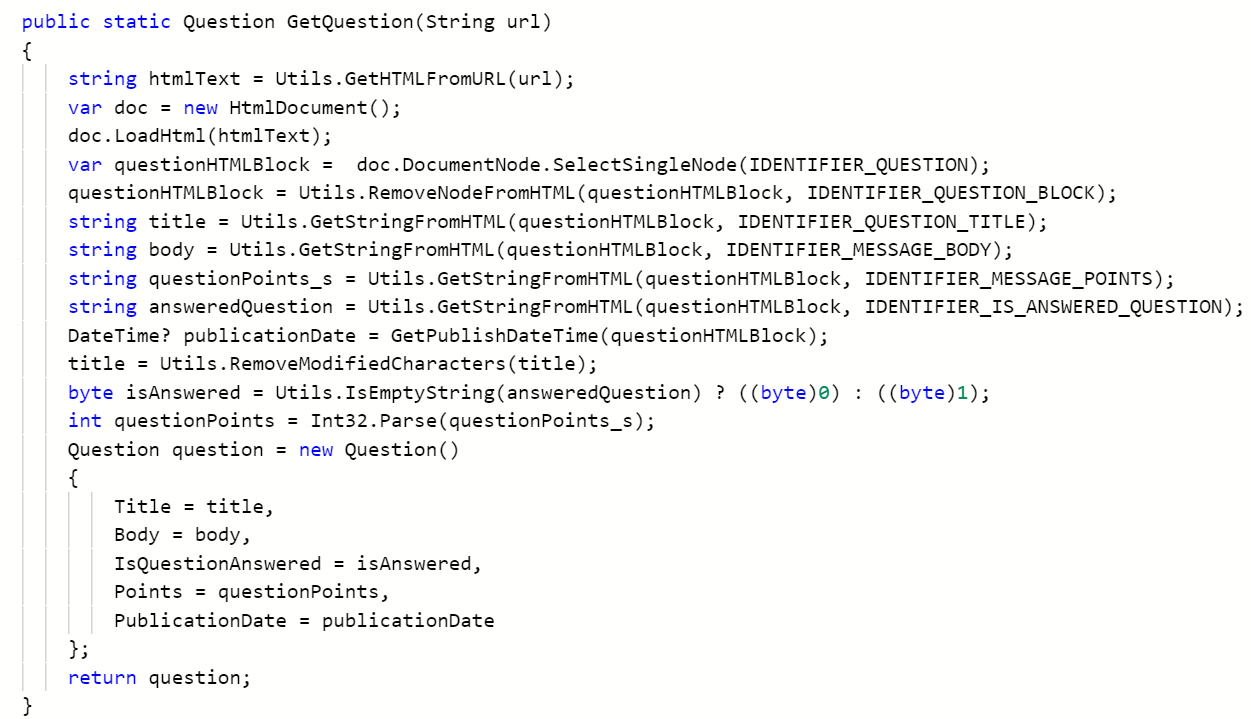 public static Question GetQuestion(String url)
{
    string htmlText = Utils.GetHTMLFromURL(url);
    var doc = new HtmlDocument();
    doc.LoadHtml(htmlText);
    var questionHTMLBlock =  doc.DocumentNode.SelectSingleNode(IDENTIFIER_QUESTION);
    questionHTMLBlock = Utils.RemoveNodeFromHTML(questionHTMLBlock, IDENTIFIER_QUESTION_BLOCK);
    string title = Utils.GetStringFromHTML(questionHTMLBlock, IDENTIFIER_QUESTION_TITLE);
    string body = Utils.GetStringFromHTML(questionHTMLBlock, IDENTIFIER_MESSAGE_BODY);
    string questionPoints_s = Utils.GetStringFromHTML(questionHTMLBlock, IDENTIFIER_MESSAGE_POINTS);
    string answeredQuestion = Utils.GetStringFromHTML(questionHTMLBlock, IDENTIFIER_IS_ANSWERED_QUESTION);
    DateTime? publicationDate = GetPublishDateTime(questionHTMLBlock);
    title = Utils.RemoveModifiedCharacters(title);
    byte isAnswered = Utils.IsEmptyString(answeredQuestion) ? ((byte)0) : ((byte)1);
    int questionPoints = Int32.Parse(questionPoints_s);
    Question question = new Question()
    {
        Title = title,
        Body = body,
        IsQuestionAnswered = isAnswered,
        Points = questionPoints,
        PublicationDate = publicationDate
    };
    return question;
}